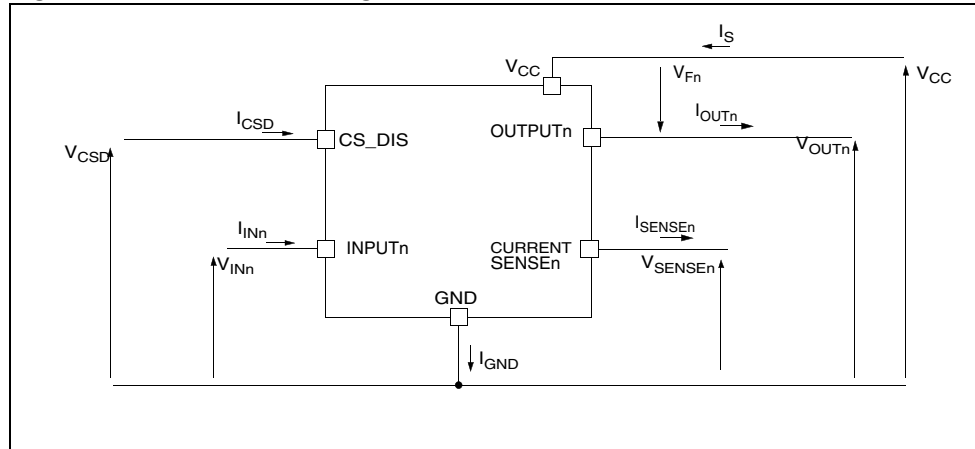 I_S
V_CC
V_Fn
V_CC
I_CSD
I_OUTn
OUTPUTn
CS_DIS
V_CSD
V_OUTn
I_INn
I_SENSEn
INPUTn
CURRENT
SENSEn
V_INn
V_SENSEn
GND
I_GND